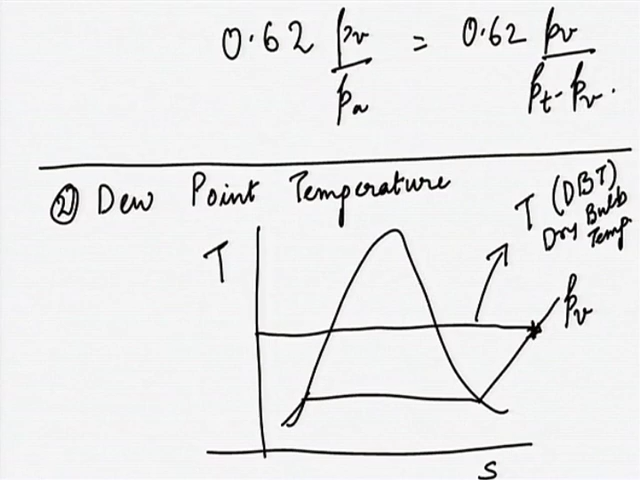 0.62 pv/pa = 0.62 pv/pt-pv.
② Dew Point Temperature
T (DBT)
Dry Bulb
Temp.
T
pv
s